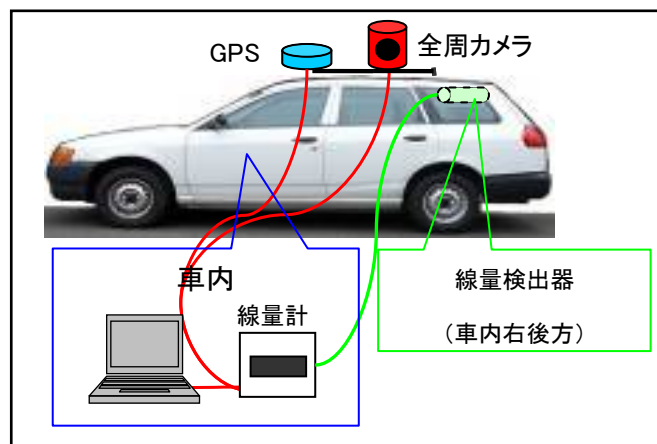 GPS
全周カメラ
車内
線量計
線量検出器
（車内右後方）